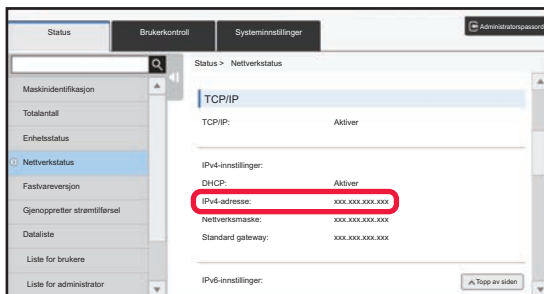 Status
Brukerkontroll
Systeminnstillinger
Administratorspassord
Maskinidentifikasjon
Totalantall
Enhetsstatus
Nettverkstatus
Fastvareversjon
Gjenoppretter strømtilførsel
Dataliste
Liste for brukere
Liste for administrator
Status > Nettverkstatus
TCP/IP
TCP/IP: Aktiver
IPv4-innstillinger:
DHCP: Aktiver
IPv4-adresse: xxx.xxx.xxx.xxx
Nettverksmaske: xxx.xxx.xxx.xxx
Standard gateway: xxx.xxx.xxx.xxx
IPv6-innstillinger:
Topp av siden